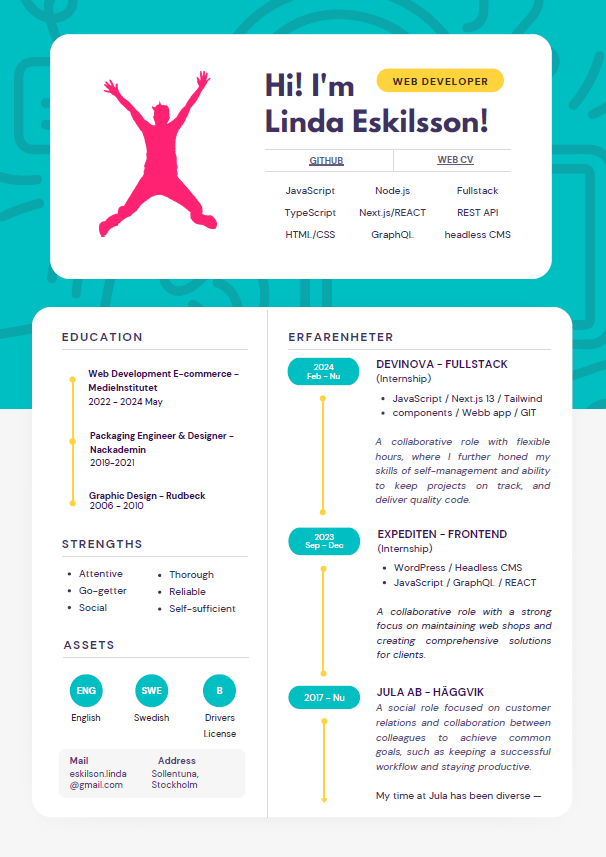 Hi! I'm
WEB DEVELOPER
Linda Eskilsson!
GITHUB
WEB CV
JavaScript Node.js Fullstack
TypeScript Next.js/REACT REST API
HTML/CSS GraphQL headless CMS
EDUCATION
Web Development E-commerce -
MedieInstitutet
2022 - 2024 May
Packaging Engineer & Designer -
Nackademin
2019-2021
Graphic Design - Rudbeck
2006 - 2010
STRENGTHS
• Attentive
• Go-getter
• Social
• Thorough
• Reliable
• Self-sufficient
ASSETS
ENG SWE B
English Swedish Drivers
License
Mail
eskilson.linda
@gmail.com
Address
Sollentuna,
Stockholm
ERFARENHETER
2024
Feb - Nu
DEVINOVA - FULLSTACK
(Internship)
• JavaScript / Next.js 13 / Tailwind
• components / Webb app / GIT
A collaborative role with flexible
hours, where I further honed my
skills of self-management and ability
to keep projects on track, and
deliver quality code.
2023
Sep - Dec
EXPEDITEN - FRONTEND
(Internship)
• WordPress / Headless CMS
• JavaScript / GraphQL / REACT
A collaborative role with a strong
focus on maintaining web shops and
creating comprehensive solutions
for clients.
2017 - Nu
JULA AB - HÄGGVIK
A social role focused on customer
relations and collaboration between
colleagues to achieve common
goals, such as keeping a successful
workflow and staying productive.
My time at Jula has been diverse —